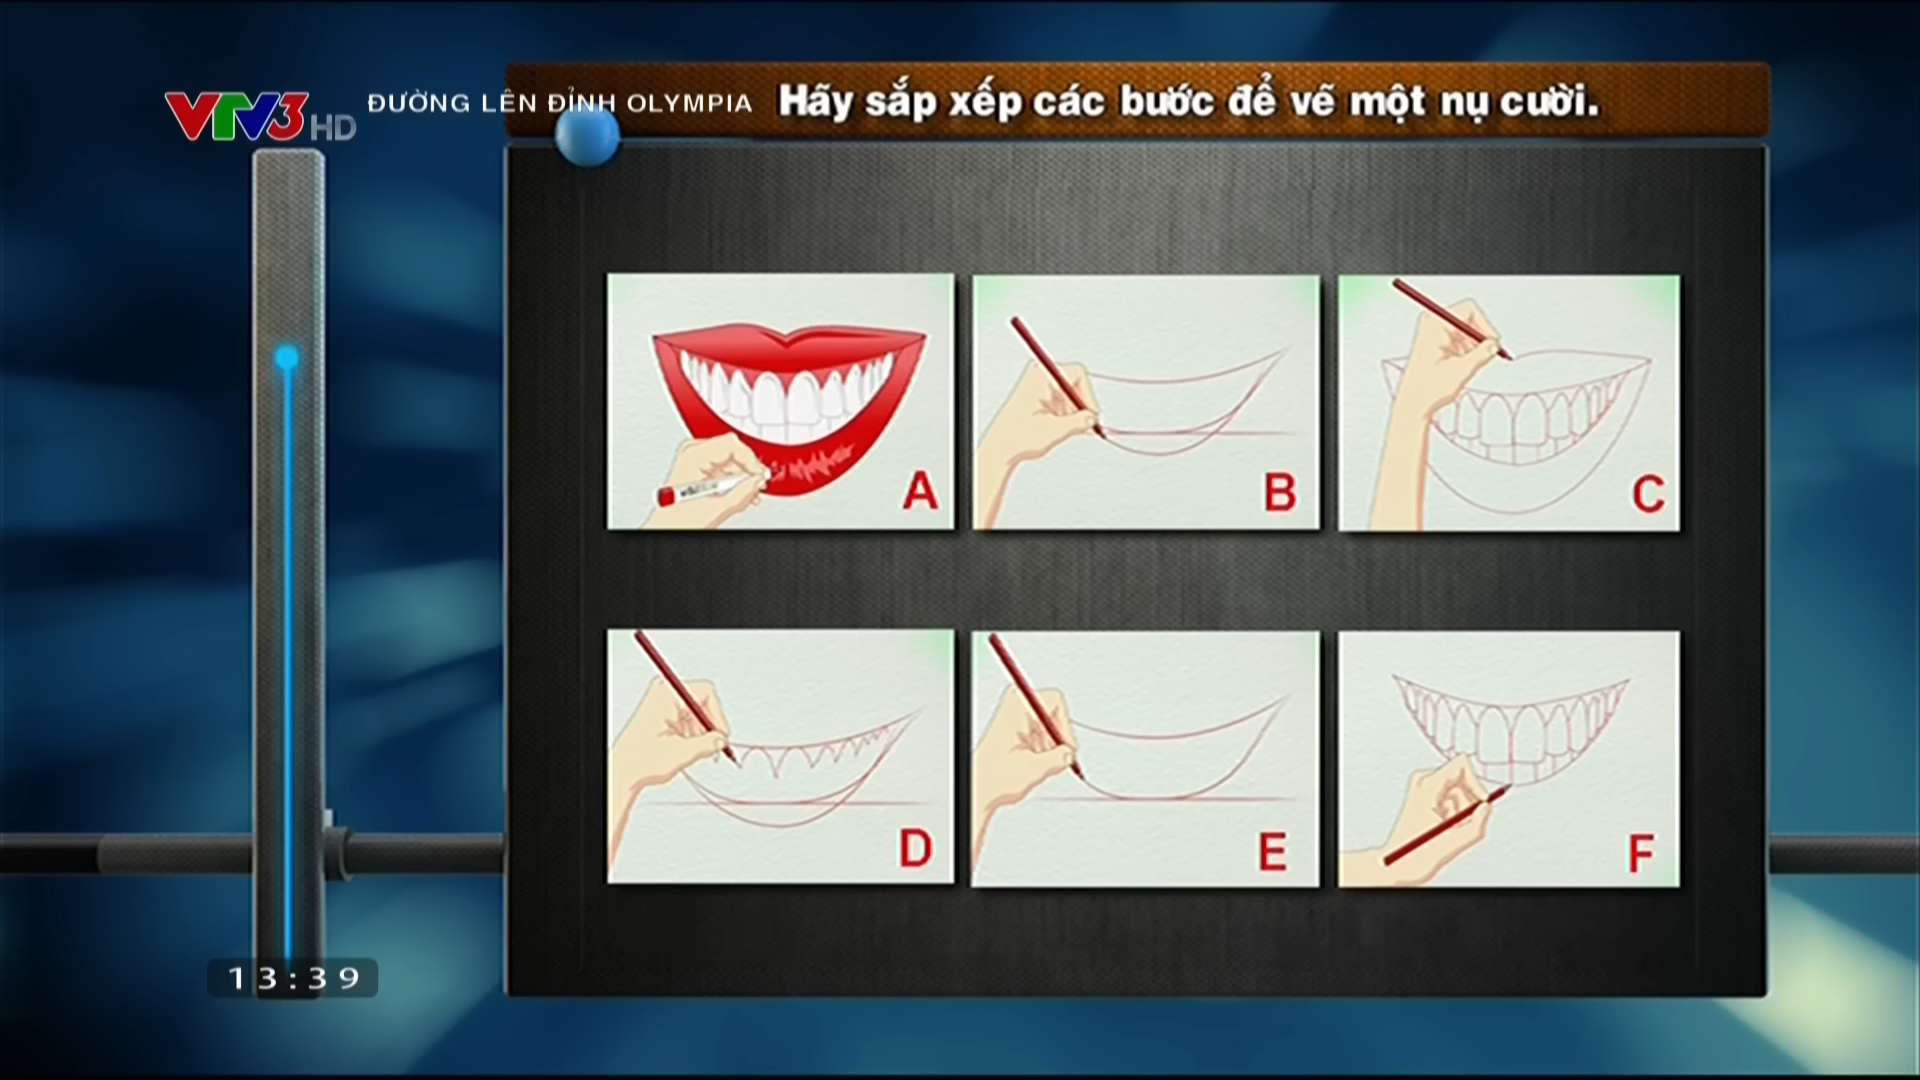 VTV3 HD
ĐƯỜNG LÊN ĐỈNH OLYMPIA
Hãy sắp xếp các bước để vẽ một nụ cười.
A
B
C
D
E
F
13:39